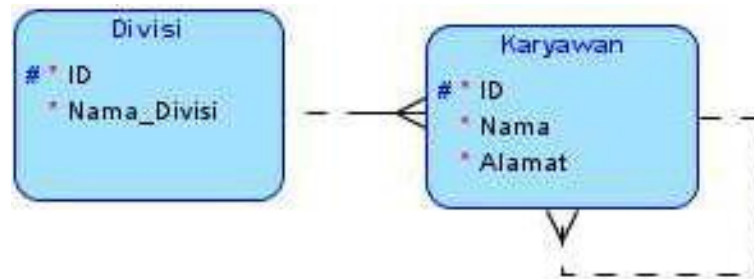 Divisi
# * ID
* Nama_Divisi
Karyawan
# * ID
* Nama
* Alamat